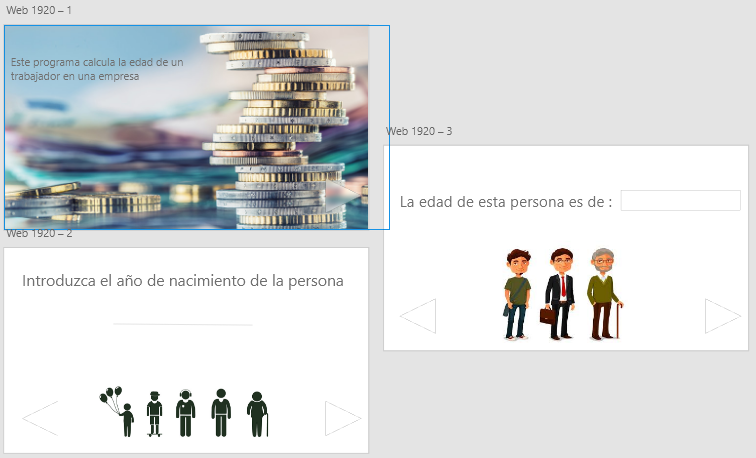 Web 1920 – 1
Este programa calcula la edad de un
trabajador en una empresa
Web 1920 – 2
Introduzca el año de nacimiento de la persona
Web 1920 – 3
La edad de esta persona es de :